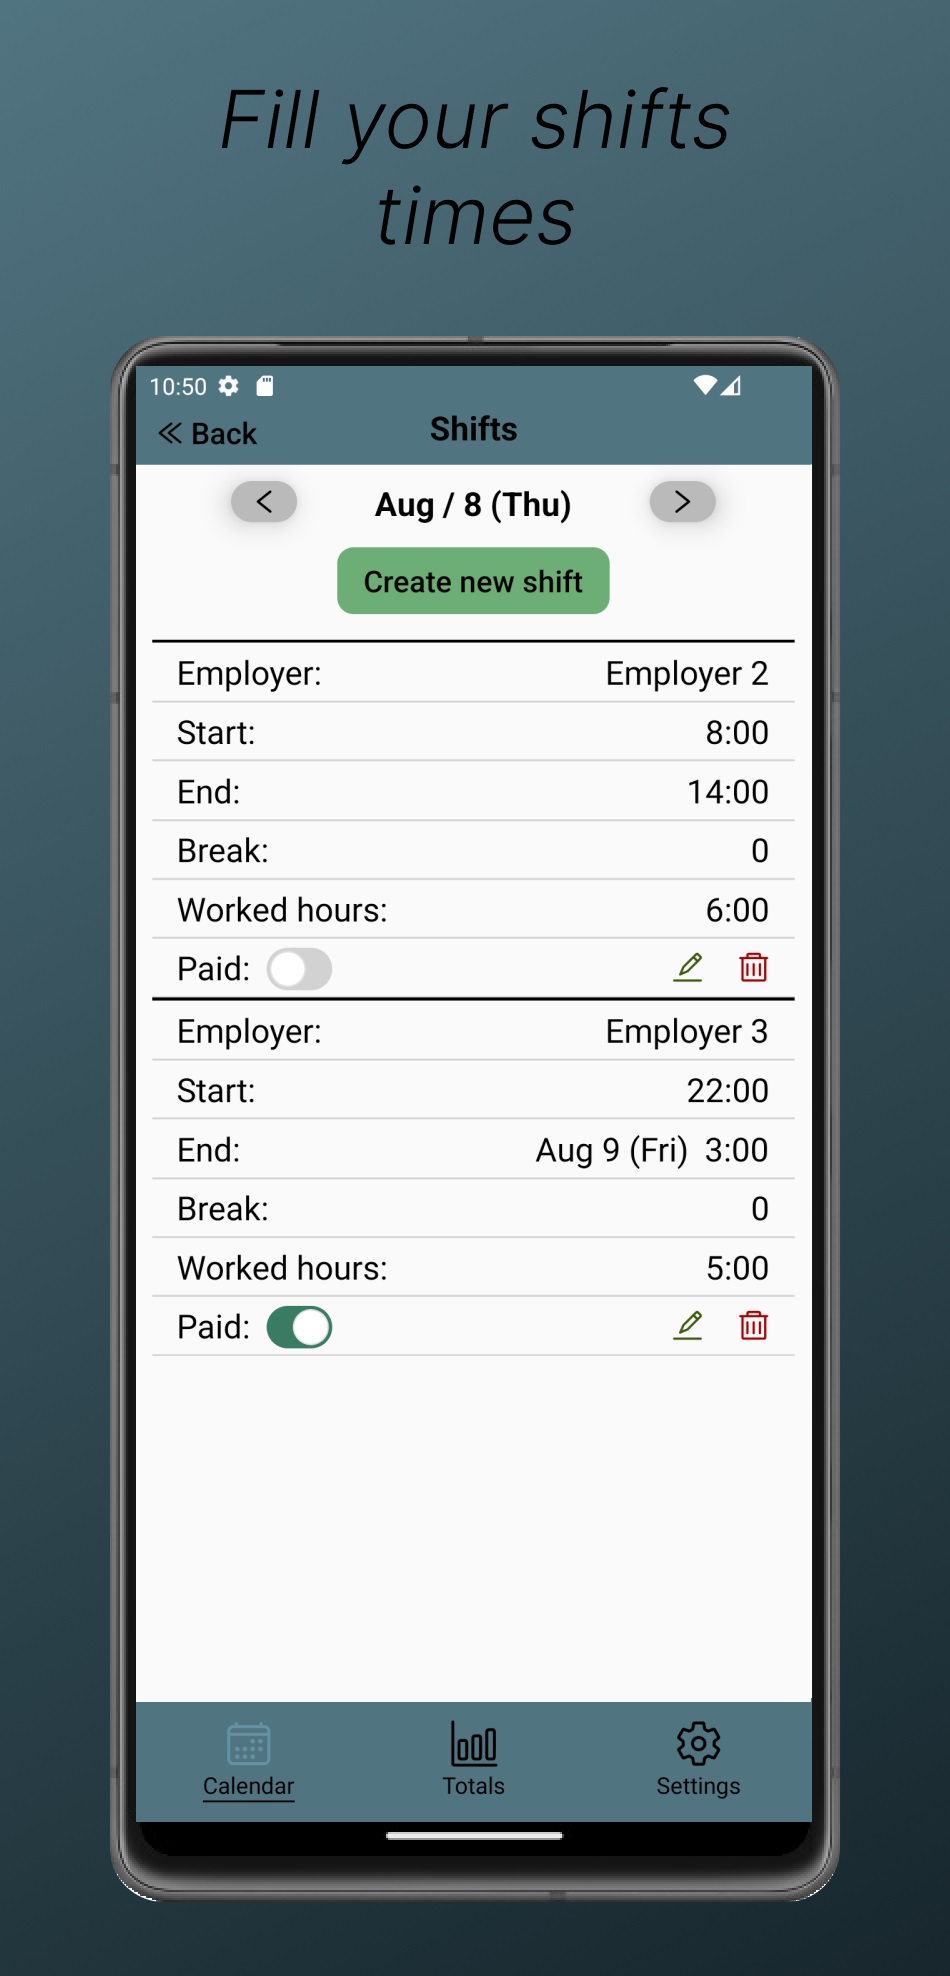 Fill your shifts
times
10:50
Back
Shifts
Aug / 8 (Thu)
Create new shift
Employer: Employer 2
Start: 8:00
End: 14:00
Break: 0
Worked hours: 6:00
Paid:
Employer: Employer 3
Start: 22:00
End: Aug 9 (Fri) 3:00
Break: 0
Worked hours: 5:00
Paid:
Calendar
Totals
Settings